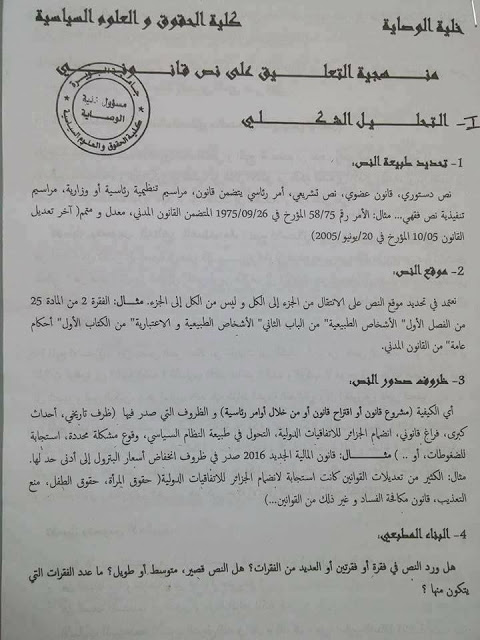 خلية الوصاية
كلية الحقوق و العلوم السياسية
منهجية التعليق على نص قانوني
جامعة البويرة
مسؤول خلية
الوصاية
كلية الحقوق و العلوم السياسية
I- التحليل الشكلي
1- تحديد طبيعة النص:
نص دستوري، قانون عضوي، نص تشريعي، أمر رئاسي يتضمن قانون، مراسيم تنظيمية رئاسية أو وزارية، مراسيم
تنفيذية نص فقهي... مثال: الأمر رقم 58/75 المؤرخ في 1975/09/26 المتضمن القانون المدني، معدل و متمم( آخر تعديل
القانون 10/05 المؤرخ في 20/يونيو/2005)
2- موقع النص:
نعتمد في تحديد موقع النص على الانتقال من الجزء إلى الكل و ليس من الكل إلى الجزء. مثــال: الفقرة 2 من المادة 25
من الفصل الأول" الأشخاص الطبيعية" من الباب الثاني" الأشخاص الطبيعية و الاعتبارية" من الكتاب الأول" أحكام
عامة" من القانون المدني.
3- ظروف صدور النص:
أي الكيفية (مشروع قانون أو اقتراح قانون أو من خلال أوامر رئاسية) و الظروف التي صدر فيها (ظرف تاريخي، أحداث
كبرى، فراغ قانوني، انضمام الجزائر للاتفاقيات الدولية، التحول في طبيعة النظام السياسي، وقوع مشكلة محددة، استجابة
للضغوطات، أو .. ) مثــــال: قانون المالية الجديد 2016 صدر في ظروف انخفاض أسعار البترول إلى أدنى حد لها.
مثال: الكثير من تعديلات القوانين كانت استجابة لانضمام الجزائر للاتفاقيات الدولية( حقوق المرأة، حقوق الطفل، منع
التعذيب، قانون مكافحة الفساد و غير ذلك من القوانين...)
4- البناء المطبعي:
هل ورد النص في فقرة أو فقرتين أو العديد من الفقرات؟ هل النص قصير، متوسط أو طويل؟ ما عدد الفقرات التي
يتكون منها ؟